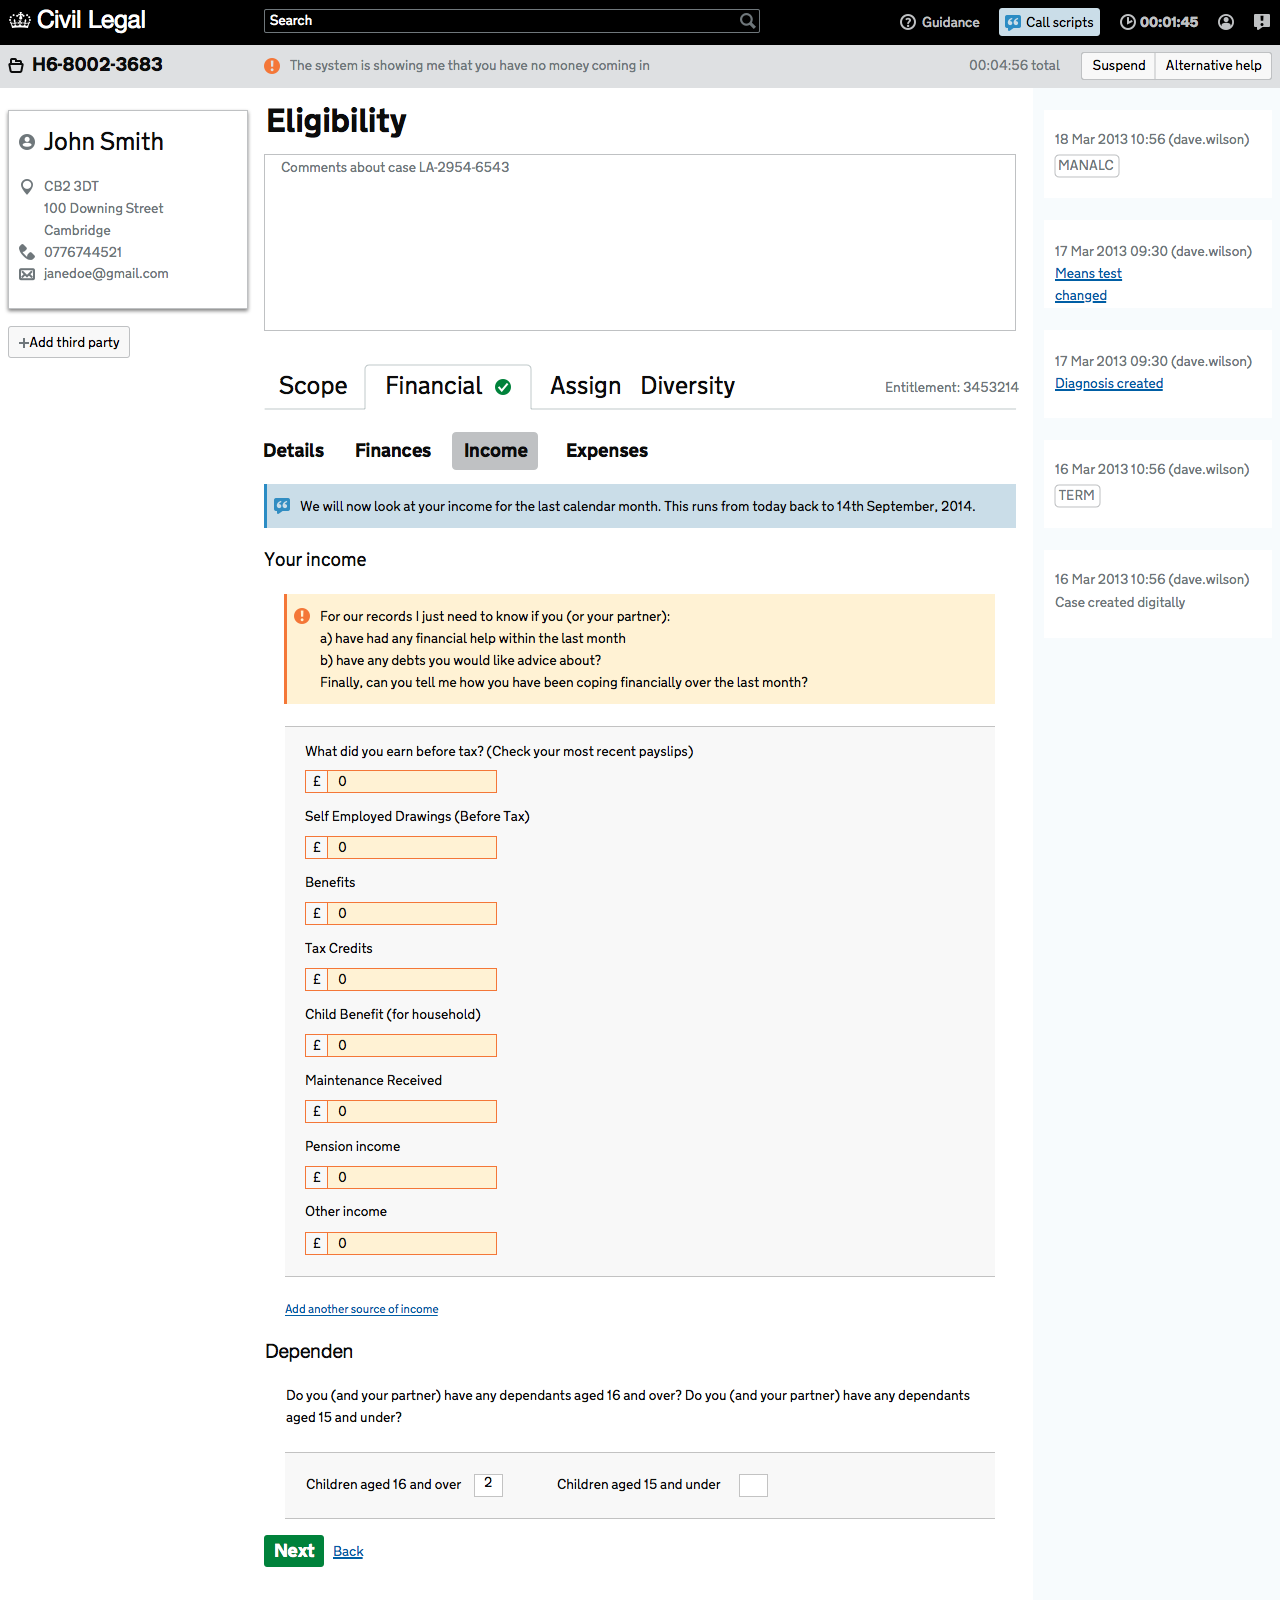 Civil Legal
Search
Guidance
Call scripts
00:01:45
H6-8002-3683
The system is showing me that you have no money coming in
00:04:56 total
Suspend
Alternative help
John Smith
CB2 3DT
100 Downing Street
Cambridge
0776744521
janedoe@gmail.com
+Add third party
Eligibility
Comments about case LA-2954-6543
Scope
Financial
Assign
Diversity
Entitlement: 3453214
Details
Finances
Income
Expenses
We will now look at your income for the last calendar month. This runs from today back to 14th September, 2014.
Your income
For our records I just need to know if you (or your partner):
a) have had any financial help within the last month
b) have any debts you would like advice about?
Finally, can you tell me how you have been coping financially over the last month?
What did you earn before tax? (Check your most recent payslips)
£ 0
Self Employed Drawings (Before Tax)
£ 0
Benefits
£ 0
Tax Credits
£ 0
Child Benefit (for household)
£ 0
Maintenance Received
£ 0
Pension income
£ 0
Other income
£ 0
Add another source of income
Dependen
Do you (and your partner) have any dependants aged 16 and over? Do you (and your partner) have any dependants
aged 15 and under?
Children aged 16 and over 2
Children aged 15 and under
Next
Back
18 Mar 2013 10:56 (dave.wilson)
MANALC
17 Mar 2013 09:30 (dave.wilson)
Means test
changed
17 Mar 2013 09:30 (dave.wilson)
Diagnosis created
16 Mar 2013 10:56 (dave.wilson)
TERM
16 Mar 2013 10:56 (dave.wilson)
Case created digitally